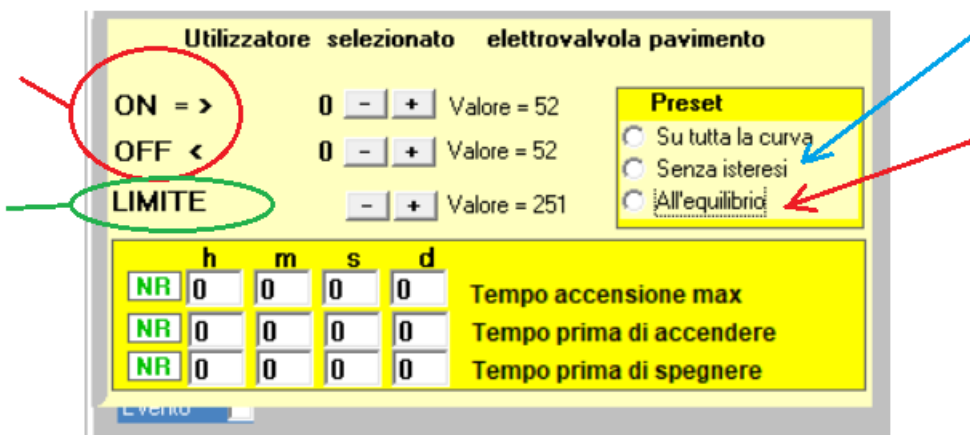 Utilizzatore selezionato elettrovalvola pavimento
ON = > 0 - + Valore = 52
OFF < 0 - + Valore = 52
LIMITE - + Valore = 251
Preset
Su tutta la curva
Senza isteresi
All'equilibrio
h m s d
NR 0 0 0 0 Tempo accensione max
NR 0 0 0 0 Tempo prima di accendere
NR 0 0 0 0 Tempo prima di spegnere
Evento